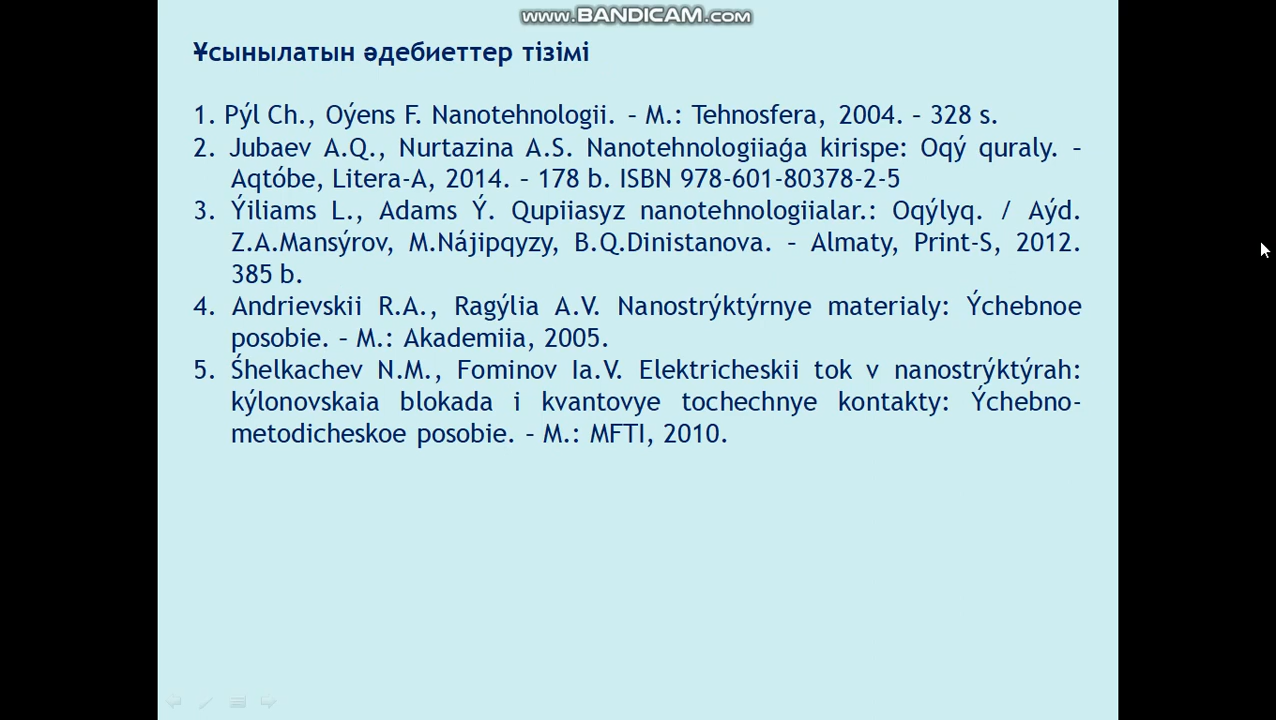 www.BANDICAM.com
Ұсынылатын әдебиеттер тізімі
1. Pýl Ch., Oýens F. Nanotehnologii. – M.: Tehnosfera, 2004. – 328 s.
2. Jubaev A.Q., Nurtazina A.S. Nanotehnologiiaǵa kirispe: Oqý quraly. –
Aqtóbe, Litera-A, 2014. – 178 b. ISBN 978-601-80378-2-5
3. Ýiliams L., Adams Ý. Qupiiasyz nanotehnologiialar.: Oqýlyq. / Aýd.
Z.A.Mansýrov, M.Nájipqyzy, B.Q.Dinistanova. – Almaty, Print-S, 2012.
385 b.
4. Andrievskii R.A., Ragýlia A.V. Nanostrýktýrnye materialy: Ýchebnoe
posobie. – M.: Akademiia, 2005.
5. Śhelkachev N.M., Fominov Ia.V. Elektricheskii tok v nanostrýktýrah:
kýlonovskaia blokada i kvantovye tochechnye kontakty: Ýchebno-
metodicheskoe posobie. – M.: MFTI, 2010.